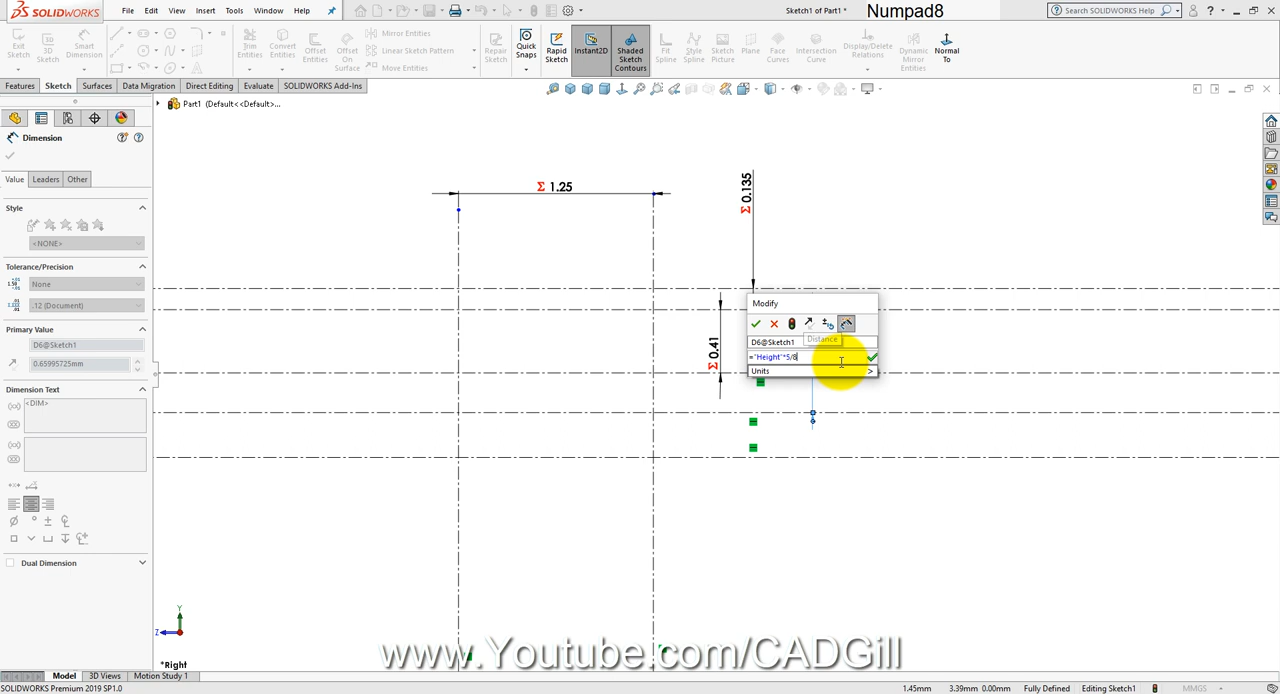 SOLIDWORKS
File Edit View Insert Tools Window Help
Sketch1 of Part1 *
Numpad8
Search SOLIDWORKS Help
Exit Sketch
3D Sketch
Smart Dimension
Trim Entities
Convert Entities
Offset Entities
Offset On Surface
Mirror Entities
Linear Sketch Pattern
Move Entities
Repair Sketch
Quick Snaps
Rapid Sketch
Instant2D
Shaded Sketch Contours
Fit Spline
Style Spline
Sketch Picture
Plane
Face Curves
Intersection Curve
Display/Delete Relations
Dynamic Mirror Entities
Normal To
Features Sketch Surfaces Data Migration Direct Editing Evaluate SOLIDWORKS Add-Ins
Part1 (Default<<Default>...
Dimension
Value Leaders Other
Style
<NONE>
Tolerance/Precision
None
.12 (Document)
Primary Value
D6@Sketch1
0.65995725mm
Dimension Text
<DIM>
Dual Dimension
Σ 1.25
Σ 0.135
Σ 0.41
Modify
D6@Sketch1
Distance
="Height"*5/8
Units >
Y
Z
*Right
www.Youtube.com/CADGill
Model 3D Views Motion Study 1
SOLIDWORKS Premium 2019 SP1.0
1.45mm 3.39mm 0.00mm Fully Defined Editing Sketch1 MMGS